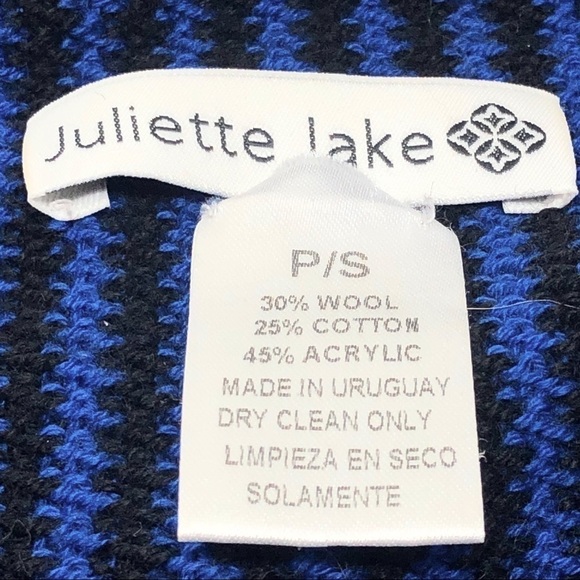 Juliette Lake
P/S
30% WOOL
25% COTTON
45% ACRYLIC
MADE IN URUGUAY
DRY CLEAN ONLY
LIMPIEZA EN SECO
SOLAMENTE